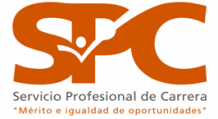 SPC
Servicio Profesional de Carrera
"Mérito e igualdad de oportunidades"